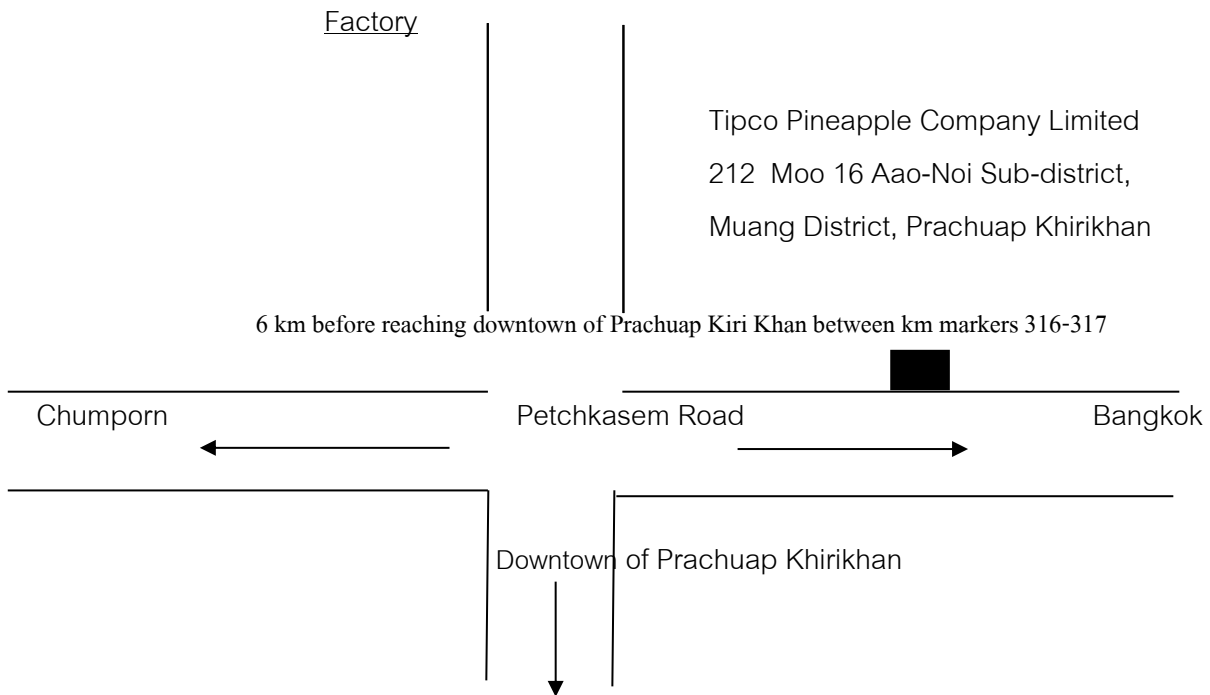 Factory
Tipco Pineapple Company Limited
212 Moo 16 Aao-Noi Sub-district,
Muang District, Prachuap Khirikhan
6 km before reaching downtown of Prachuap Kiri Khan between km markers 316-317
Chumporn
Petchkasem Road
Bangkok
Downtown of Prachuap Khirikhan